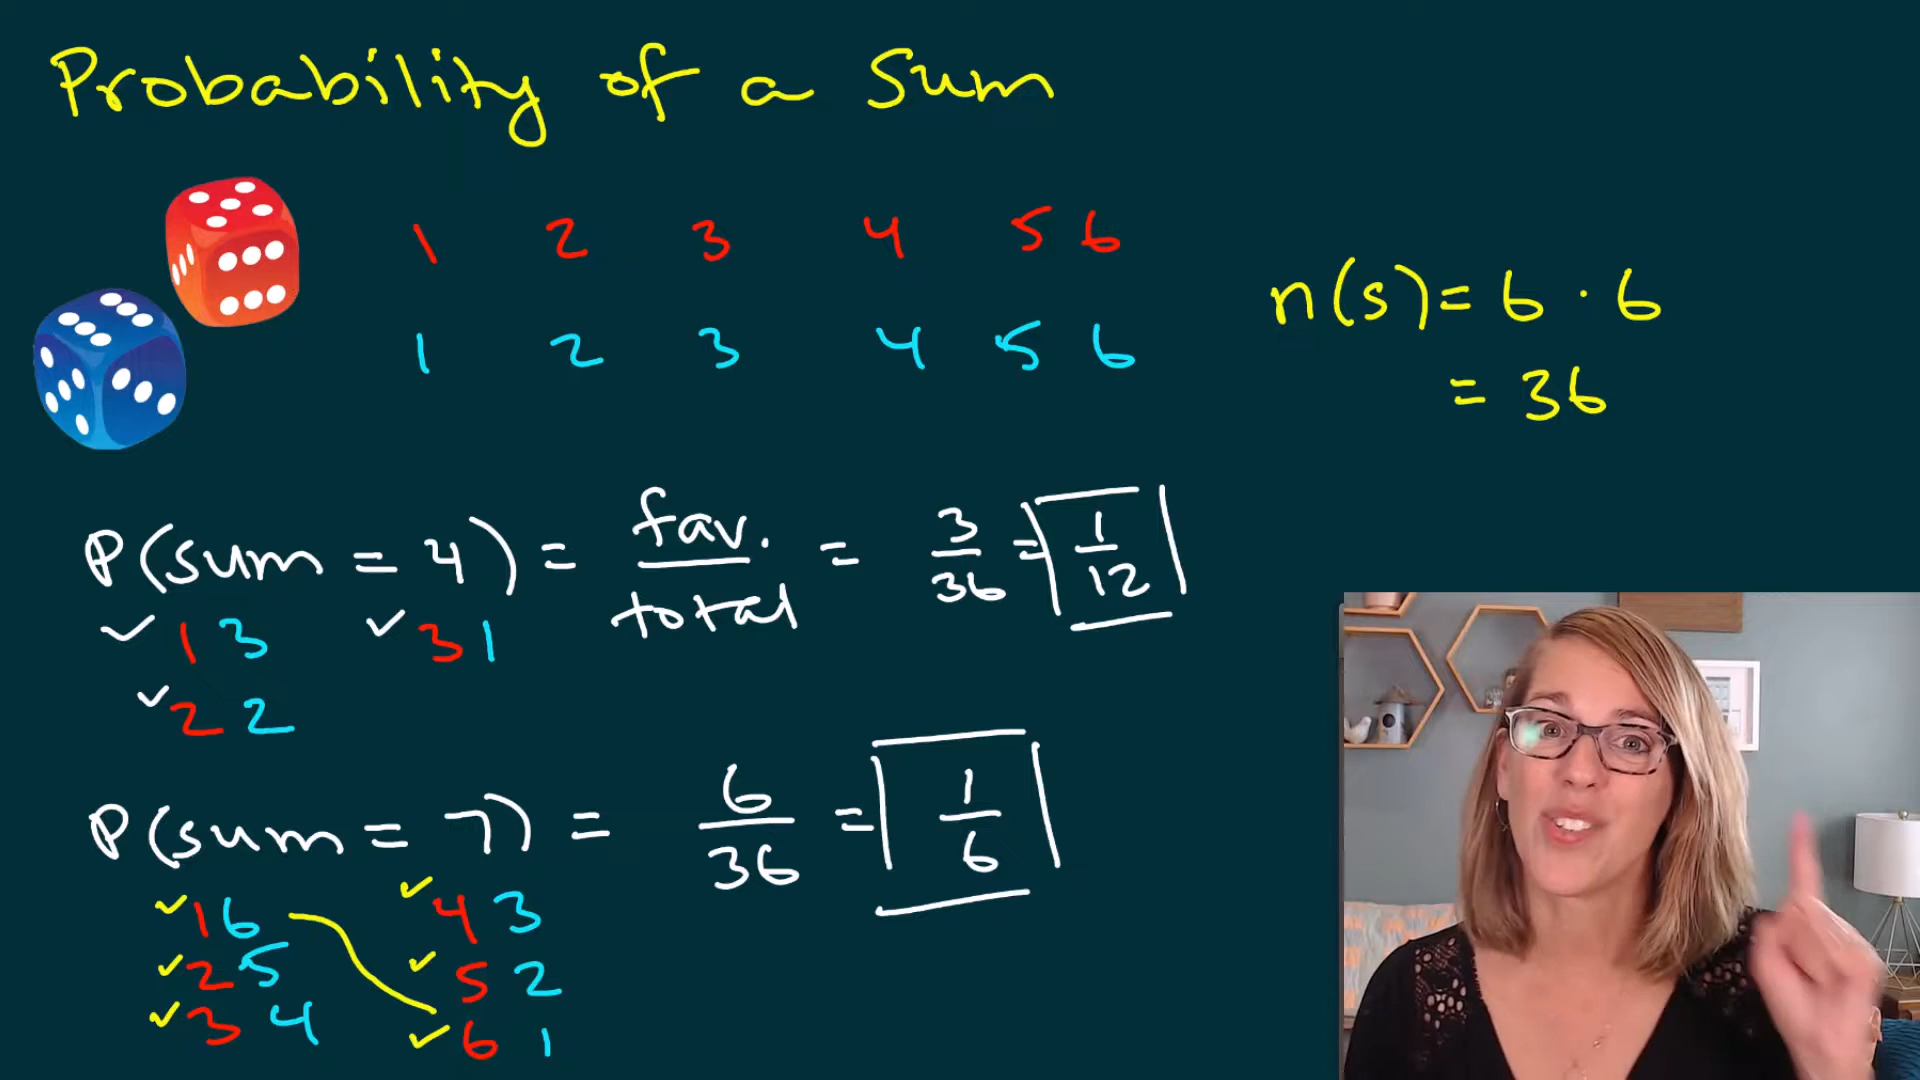 Probability of a Sum
1 2 3 4 5 6
1 2 3 4 5 6
n(s) = 6 · 6
= 36
P(sum = 4) = fav. / total = 3/36 = 1/12
✓ 1 3 ✓ 3 1
✓ 2 2
P(sum = 7) = 6/36 = 1/6
✓ 1 6 ✓ 4 3
✓ 2 5 ✓ 5 2
✓ 3 4 ✓ 6 1